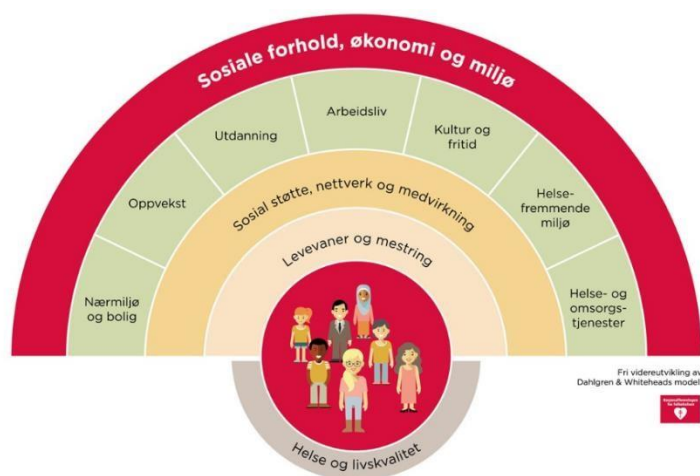 Sosiale forhold, økonomi og miljø
Arbeidsliv
Utdanning
Kultur og
fritid
Oppvekst
Helse-
fremmende
miljø
Nærmiljø
og bolig
Helse- og
omsorgs-
tjenester
Sosial støtte, nettverk og medvirkning
Levevaner og mestring
Helse og livskvalitet
Fri videreutvikling av
Dahlgren & Whiteheads modell